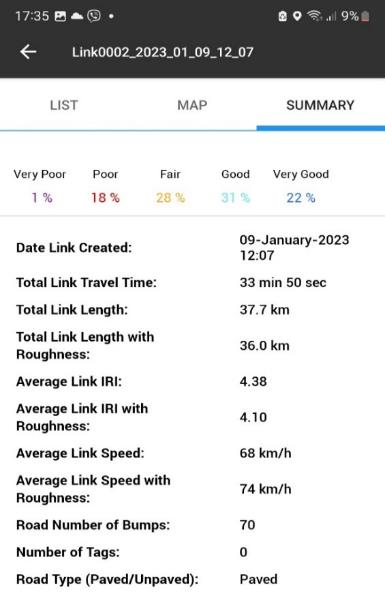 17:35 9%
Link0002_2023_01_09_12_07
LIST MAP SUMMARY
Very Poor Poor Fair Good Very Good
1 % 18 % 28 % 31 % 22 %
Date Link Created: 09-January-2023
12:07
Total Link Travel Time: 33 min 50 sec
Total Link Length: 37.7 km
Total Link Length with
Roughness: 36.0 km
Average Link IRI: 4.38
Average Link IRI with
Roughness: 4.10
Average Link Speed: 68 km/h
Average Link Speed with
Roughness: 74 km/h
Road Number of Bumps: 70
Number of Tags: 0
Road Type (Paved/Unpaved): Paved